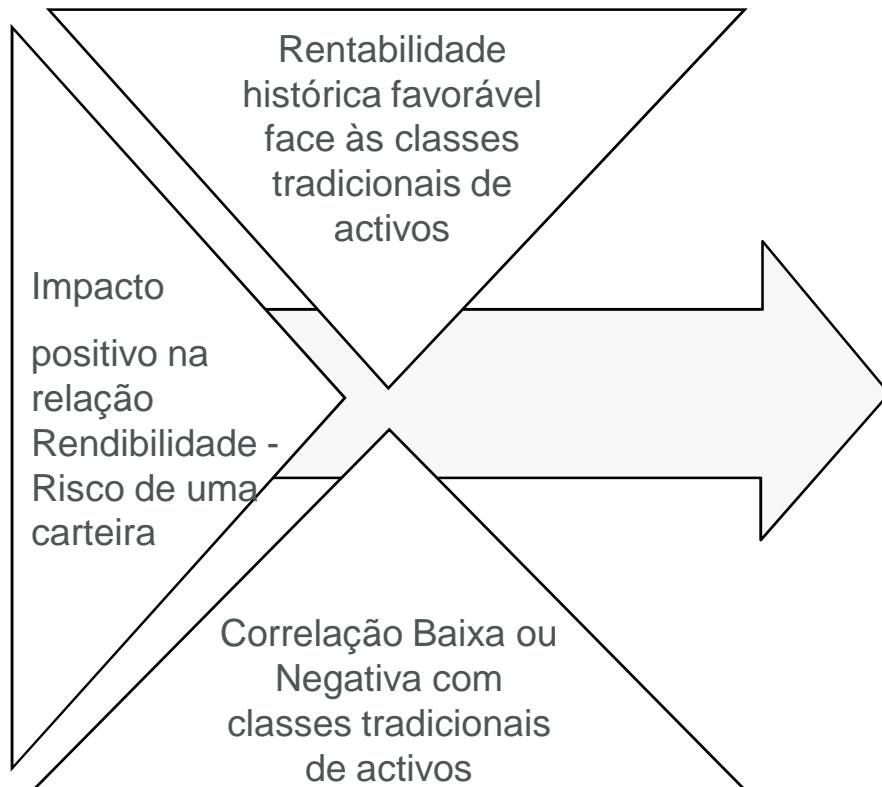 Rentabilidade
histórica favorável
face às classes
tradicionais de
activos
Impacto
positivo na
relação
Rendibilidade -
Risco de uma
carteira
Correlação Baixa ou
Negativa com
classes tradicionais
de activos